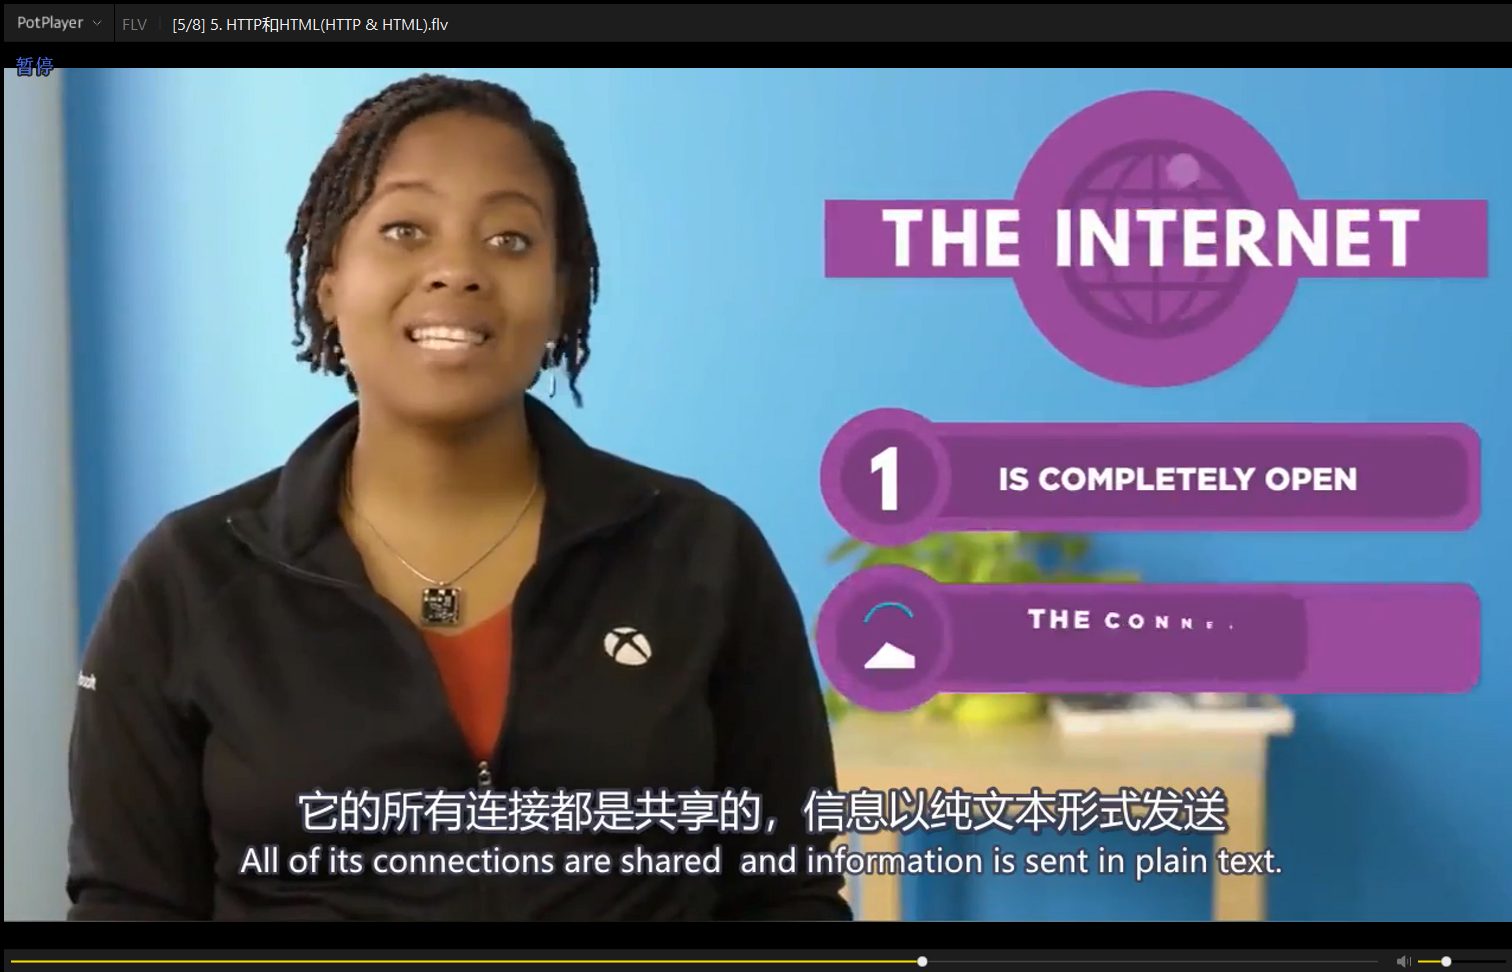 PotPlayer
FLV
[5/8] 5. HTTP和HTML(HTTP & HTML).flv
暂停
THE INTERNET
1
IS COMPLETELY OPEN
THE CONNE
它的所有连接都是共享的，信息以纯文本形式发送
All of its connections are shared and information is sent in plain text.